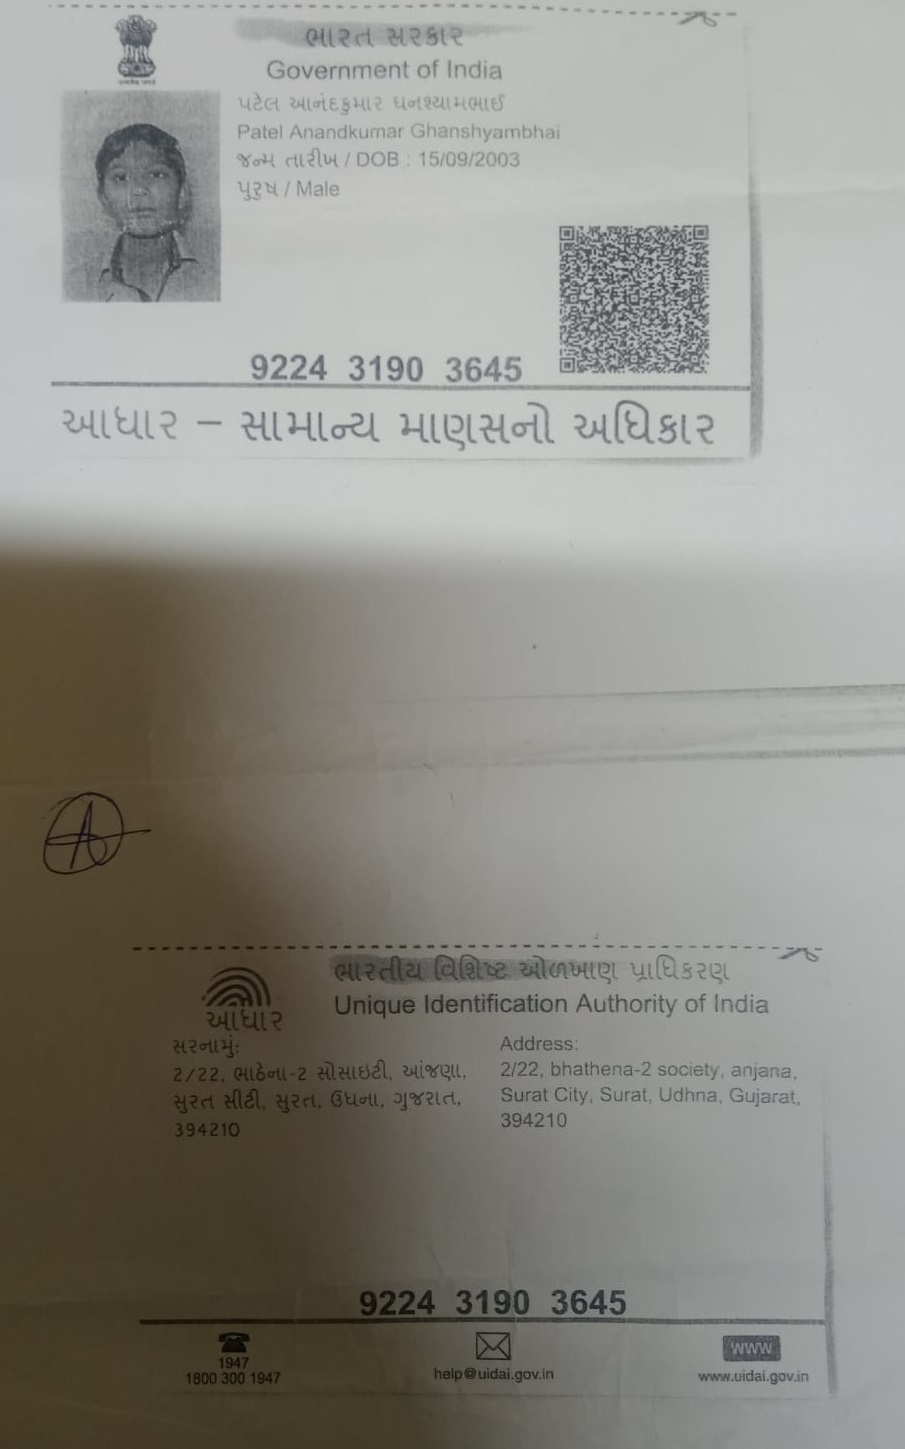 ભારત સરકાર
Government of India
પટેલ આનંદકુમાર ઘનશ્યામભાઈ
Patel Anandkumar Ghanshyambhai
જન્મ તારીખ / DOB : 15/09/2003
પુરુષ / Male
9224 3190 3645
આધાર – સામાન્ય માણસનો અધિકાર
ભારતીય વિશિષ્ટ ઓળખાણ પ્રાધિકરણ
Unique Identification Authority of India
આધાર
સરનામું:
2/22, ભાઠેના-2 સોસાઇટી, આંજણા,
સુરત સીટી, સુરત, ઉધના, ગુજરાત,
394210
Address:
2/22, bhathena-2 society, anjana,
Surat City, Surat, Udhna, Gujarat,
394210
9224 3190 3645
1947
1800 300 1947
help@uidai.gov.in
WWW
www.uidai.gov.in